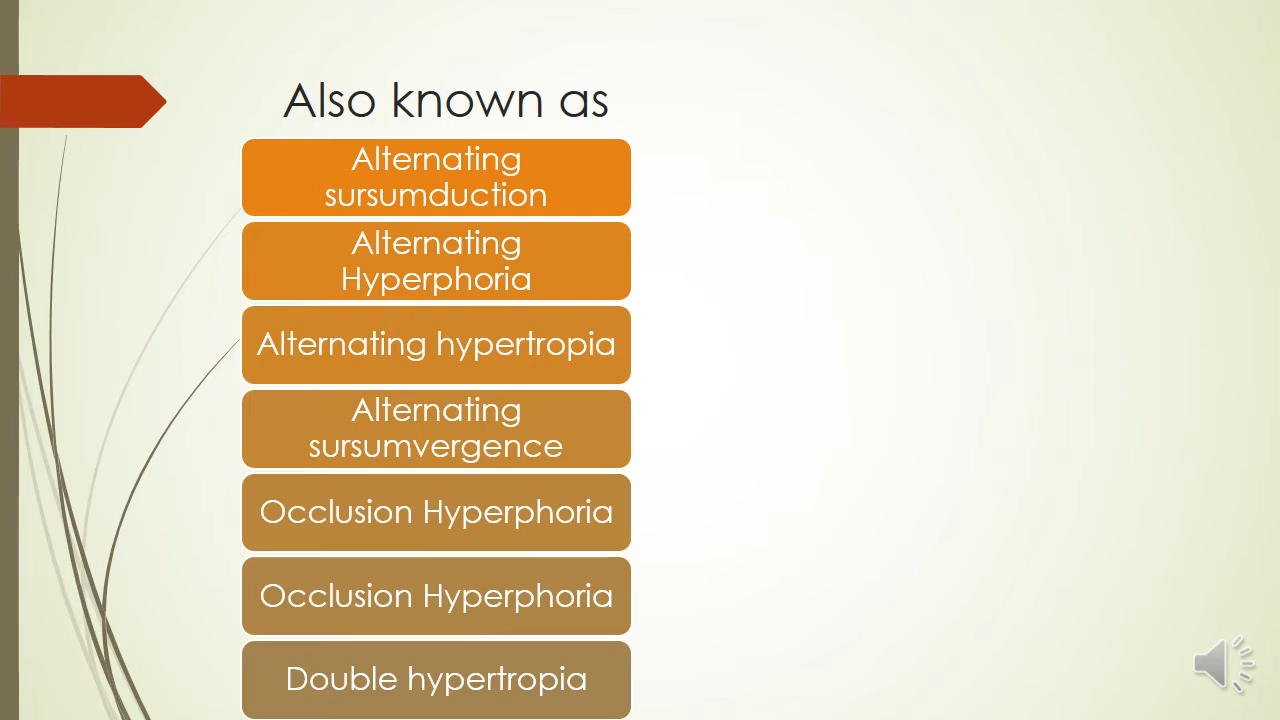 Also known as
Alternating
sursumduction
Alternating
Hyperphoria
Alternating hypertropia
Alternating
sursumvergence
Occlusion Hyperphoria
Occlusion Hyperphoria
Double hypertropia